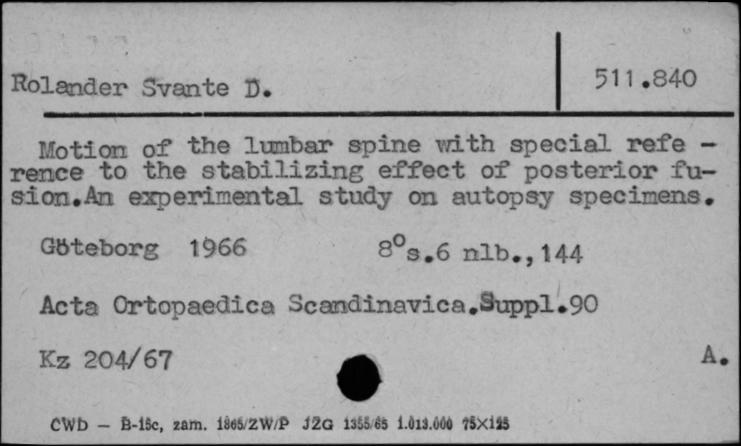 Rolander Svante D.
511.840
Motion of the lumbar spine with special refe -
rence to the stabilizing effect of posterior fu-
sion.An experimental study on autopsy specimens.
Göteborg 1966 8°s.6 nlb.,144
Acta Ortopaedica Scandinavica.Suppl.90
Kz 204/67 A.
CWD — B-15c, zam. 1865/ZW/P JZG 1355/65 1.013.000 75X125